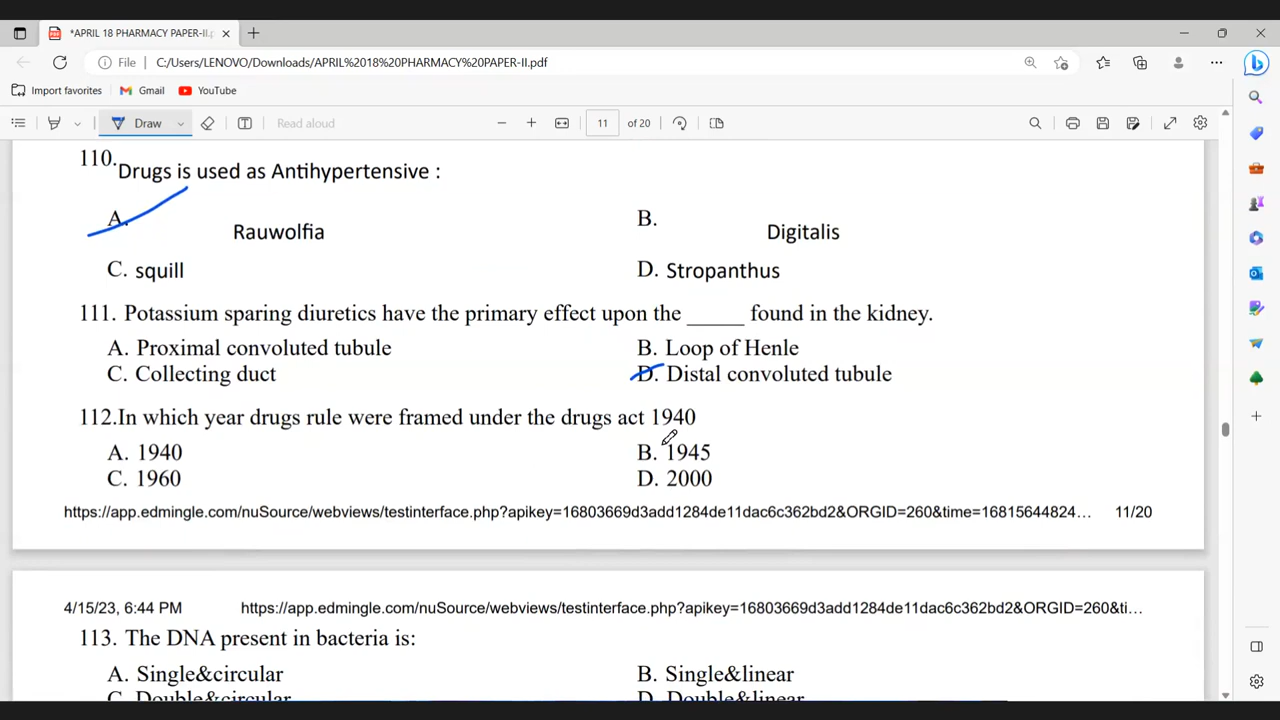 *APRIL 18 PHARMACY PAPER-II.p
File C:/Users/LENOVO/Downloads/APRIL%2018%20PHARMACY%20PAPER-II.pdf
Import favorites Gmail YouTube
Draw Read aloud 11 of 20
110. Drugs is used as Antihypertensive :
A. Rauwolfia B. Digitalis
C. squill D. Stropanthus
111. Potassium sparing diuretics have the primary effect upon the _____ found in the kidney.
A. Proximal convoluted tubule B. Loop of Henle
C. Collecting duct D. Distal convoluted tubule
112.In which year drugs rule were framed under the drugs act 1940
A. 1940 B. 1945
C. 1960 D. 2000
https://app.edmingle.com/nuSource/webviews/testinterface.php?apikey=16803669d3add1284de11dac6c362bd2&ORGID=260&time=16815644824… 11/20
4/15/23, 6:44 PM https://app.edmingle.com/nuSource/webviews/testinterface.php?apikey=16803669d3add1284de11dac6c362bd2&ORGID=260&ti…
113. The DNA present in bacteria is:
A. Single&circular B. Single&linear
C. Double&circular D. Double&linear